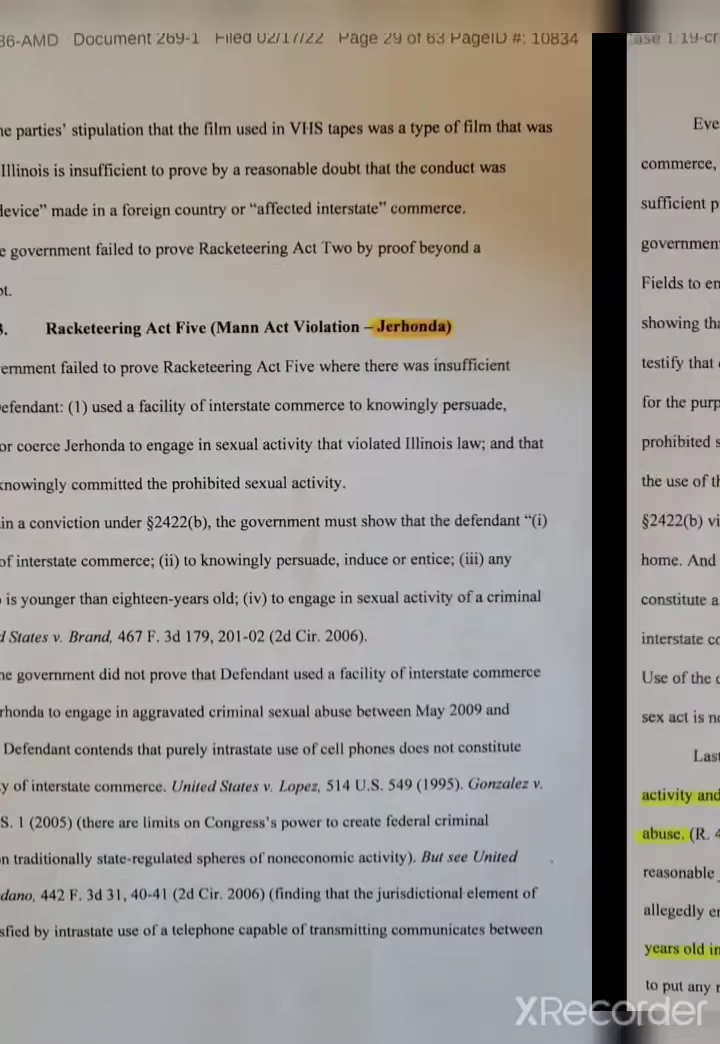 36-AMD Document 269-1 Filed 02/17/22 Page 29 of 63 PageID #: 10834
he parties' stipulation that the film used in VHS tapes was a type of film that was
Illinois is insufficient to prove by a reasonable doubt that the conduct was
device" made in a foreign country or "affected interstate" commerce.
e government failed to prove Racketeering Act Two by proof beyond a
bt.
3. Racketeering Act Five (Mann Act Violation – Jerhonda)
ernment failed to prove Racketeering Act Five where there was insufficient
efendant: (1) used a facility of interstate commerce to knowingly persuade,
or coerce Jerhonda to engage in sexual activity that violated Illinois law; and that
knowingly committed the prohibited sexual activity.
in a conviction under §2422(b), the government must show that the defendant "(i)
of interstate commerce; (ii) to knowingly persuade, induce or entice; (iii) any
is younger than eighteen-years old; (iv) to engage in sexual activity of a criminal
d States v. Brand, 467 F. 3d 179, 201-02 (2d Cir. 2006).
he government did not prove that Defendant used a facility of interstate commerce
rhonda to engage in aggravated criminal sexual abuse between May 2009 and
Defendant contends that purely intrastate use of cell phones does not constitute
y of interstate commerce. United States v. Lopez, 514 U.S. 549 (1995). Gonzalez v.
S. 1 (2005) (there are limits on Congress's power to create federal criminal
n traditionally state-regulated spheres of noneconomic activity). But see United
dano, 442 F. 3d 31, 40-41 (2d Cir. 2006) (finding that the jurisdictional element of
sfied by intrastate use of a telephone capable of transmitting communicates between
ase 1:19-cr
Eve
commerce,
sufficient p
governmen
Fields to en
showing tha
testify that
for the purp
prohibited s
the use of th
§2422(b) vi
home. And
constitute a
interstate co
Use of the c
sex act is no
Last
activity and
abuse. (R. 4
reasonable
allegedly en
years old in
to put any r
XRecorder